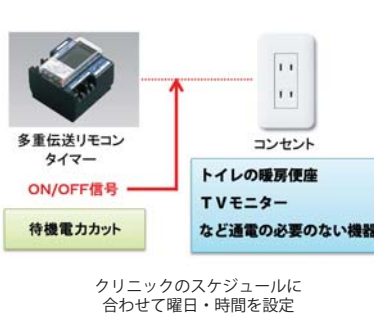 多重伝送リモコン
タイマー
コンセント
ON/OFF信号
待機電力カット
トイレの暖房便座
TVモニター
など通電の必要のない機器
クリニックのスケジュールに
合わせて曜日・時間を設定